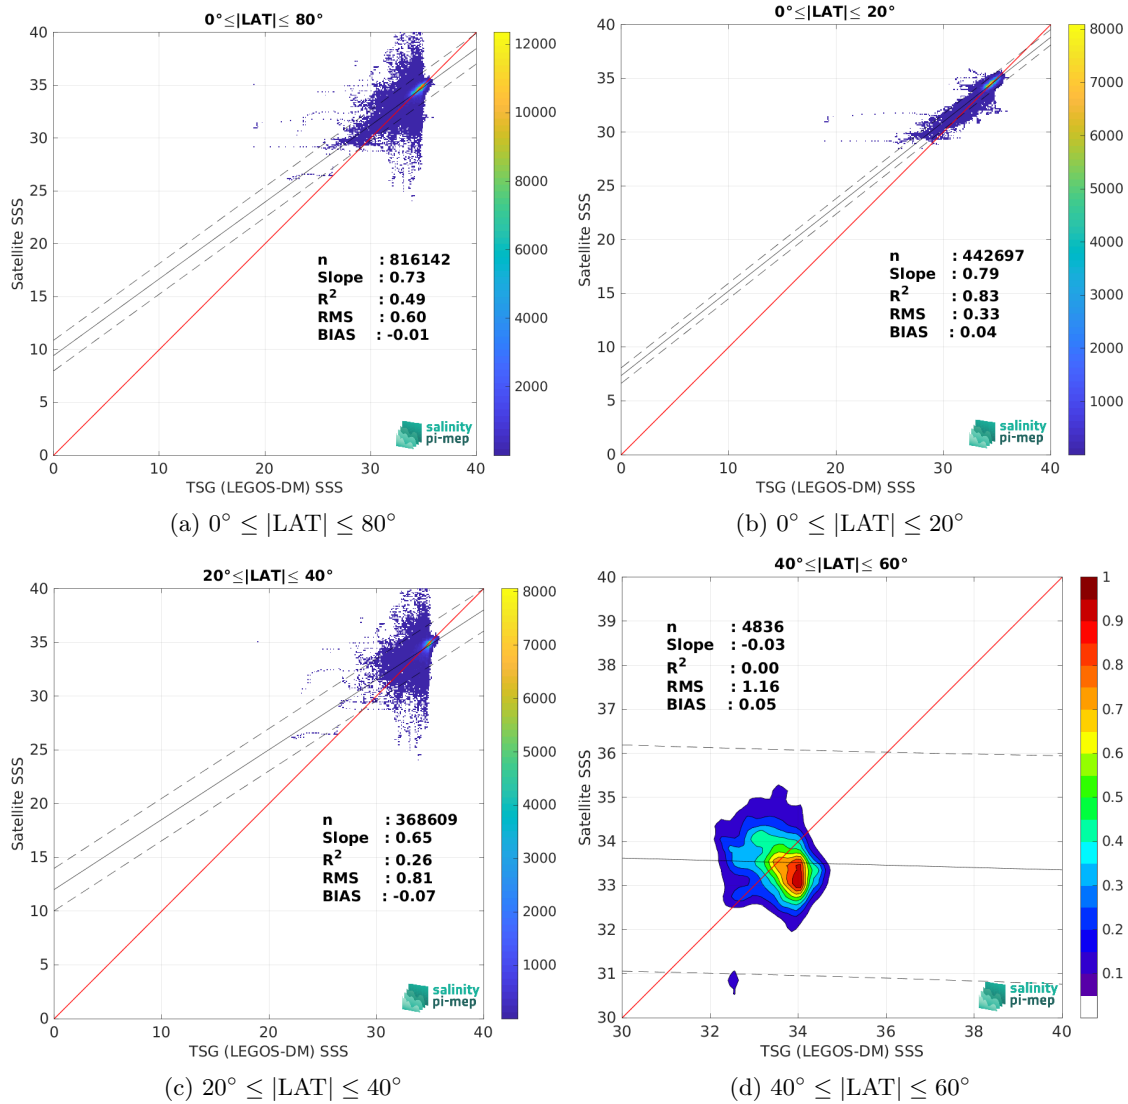 0°≤|LAT|≤ 80°
40
35
30
25
20
15
10
5
0
Satellite SSS
n : 816142
Slope : 0.73
R² : 0.49
RMS : 0.60
BIAS : -0.01
salinity
pi-mep
0 10 20 30 40
TSG (LEGOS-DM) SSS
12000
10000
8000
6000
4000
2000
(a) 0° ≤ |LAT| ≤ 80°
0°≤|LAT|≤ 20°
40
35
30
25
20
15
10
5
0
Satellite SSS
n : 442697
Slope : 0.79
R² : 0.83
RMS : 0.33
BIAS : 0.04
salinity
pi-mep
0 10 20 30 40
TSG (LEGOS-DM) SSS
8000
7000
6000
5000
4000
3000
2000
1000
(b) 0° ≤ |LAT| ≤ 20°
20°≤|LAT|≤ 40°
40
35
30
25
20
15
10
5
0
Satellite SSS
n : 368609
Slope : 0.65
R² : 0.26
RMS : 0.81
BIAS : -0.07
salinity
pi-mep
0 10 20 30 40
TSG (LEGOS-DM) SSS
8000
7000
6000
5000
4000
3000
2000
1000
(c) 20° ≤ |LAT| ≤ 40°
40°≤|LAT|≤ 60°
40
39
38
37
36
35
34
33
32
31
30
Satellite SSS
n : 4836
Slope : -0.03
R² : 0.00
RMS : 1.16
BIAS : 0.05
salinity
pi-mep
30 32 34 36 38 40
TSG (LEGOS-DM) SSS
1
0.9
0.8
0.7
0.6
0.5
0.4
0.3
0.2
0.1
(d) 40° ≤ |LAT| ≤ 60°